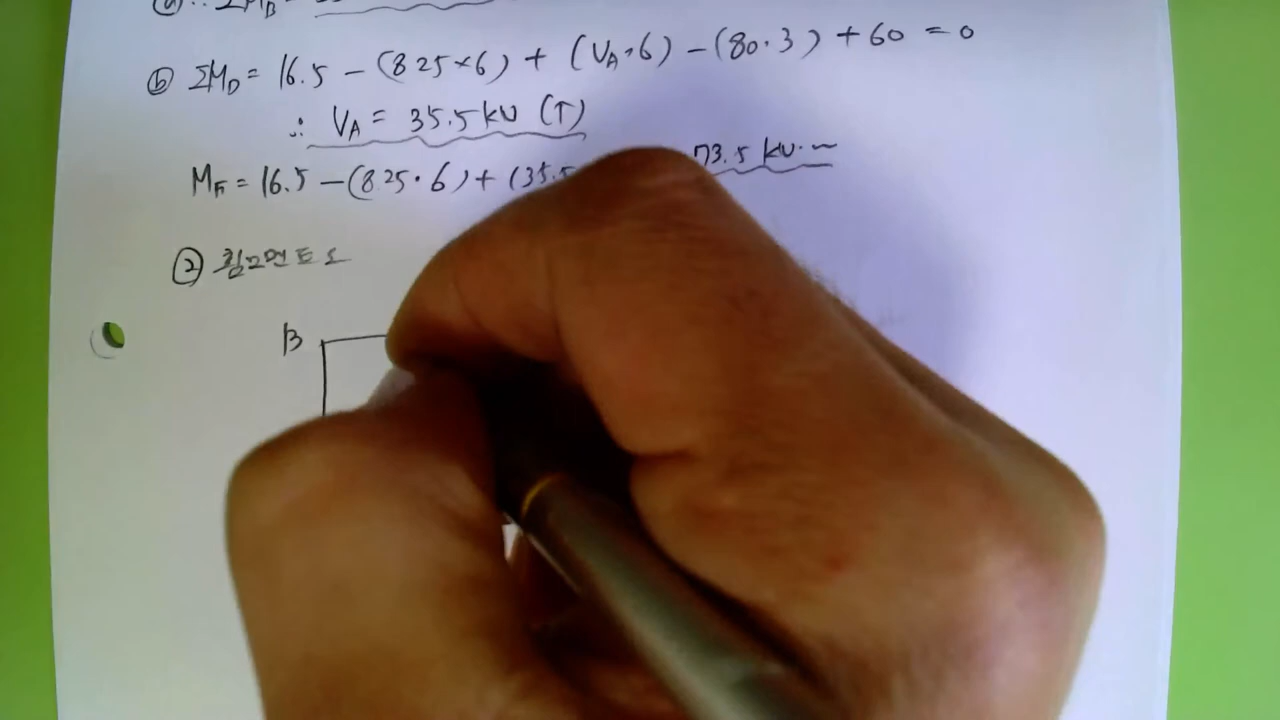 ⓑ ΣM_D = 16.5 - (8.25×6) + (V_A·6) - (80·3) + 60 = 0
∴ V_A = 35.5 kN (↑)
M_F = 16.5 - (8.25·6) + (35.5 73.5 kN·m
② 휨모멘트도
B